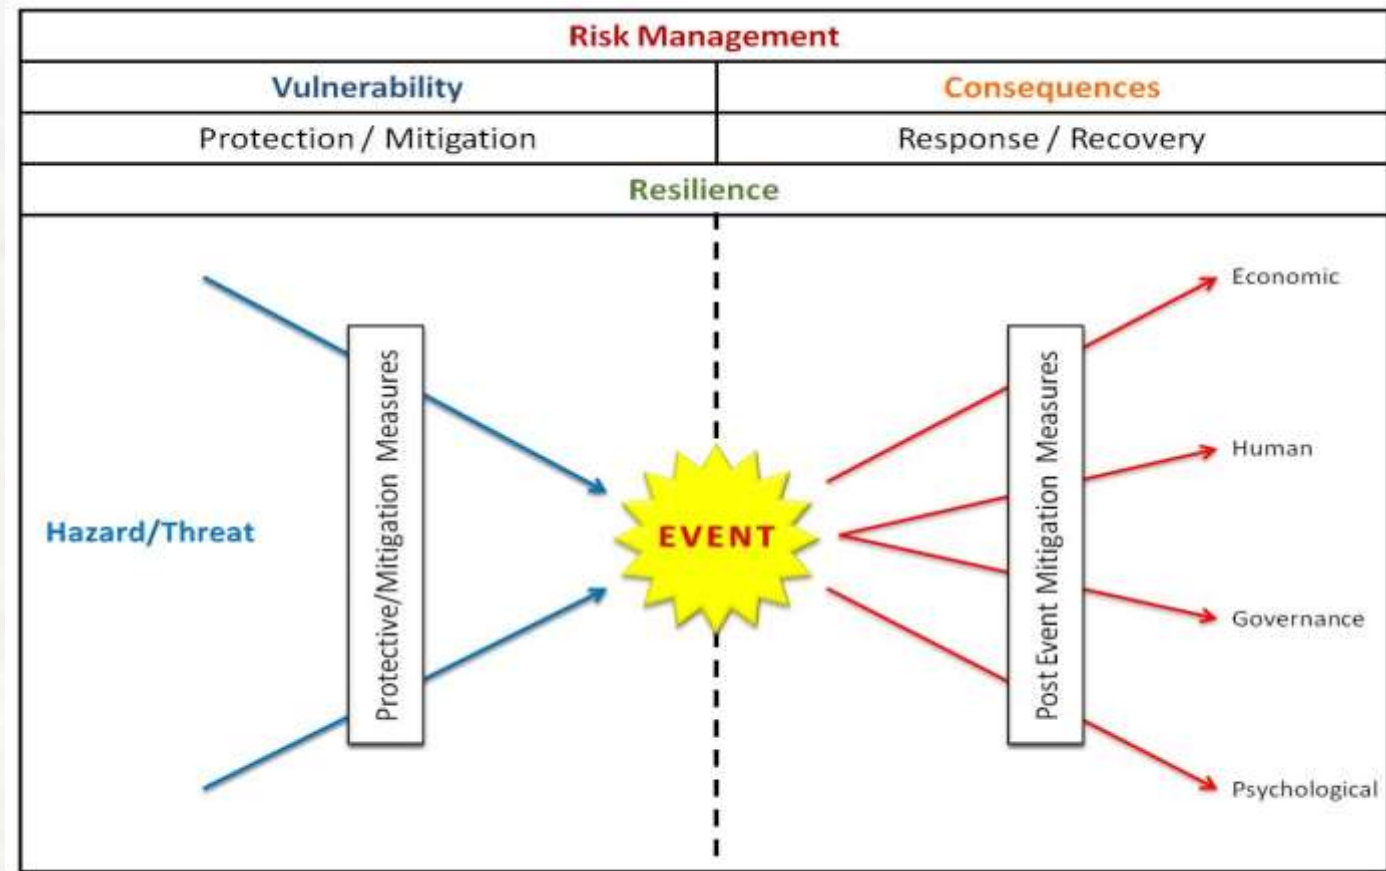 Risk Management
Vulnerability
Consequences
Protection / Mitigation
Response / Recovery
Resilience
Hazard/Threat
Protective/Mitigation Measures
EVENT
Post Event Mitigation Measures
Economic
Human
Governance
Psychological